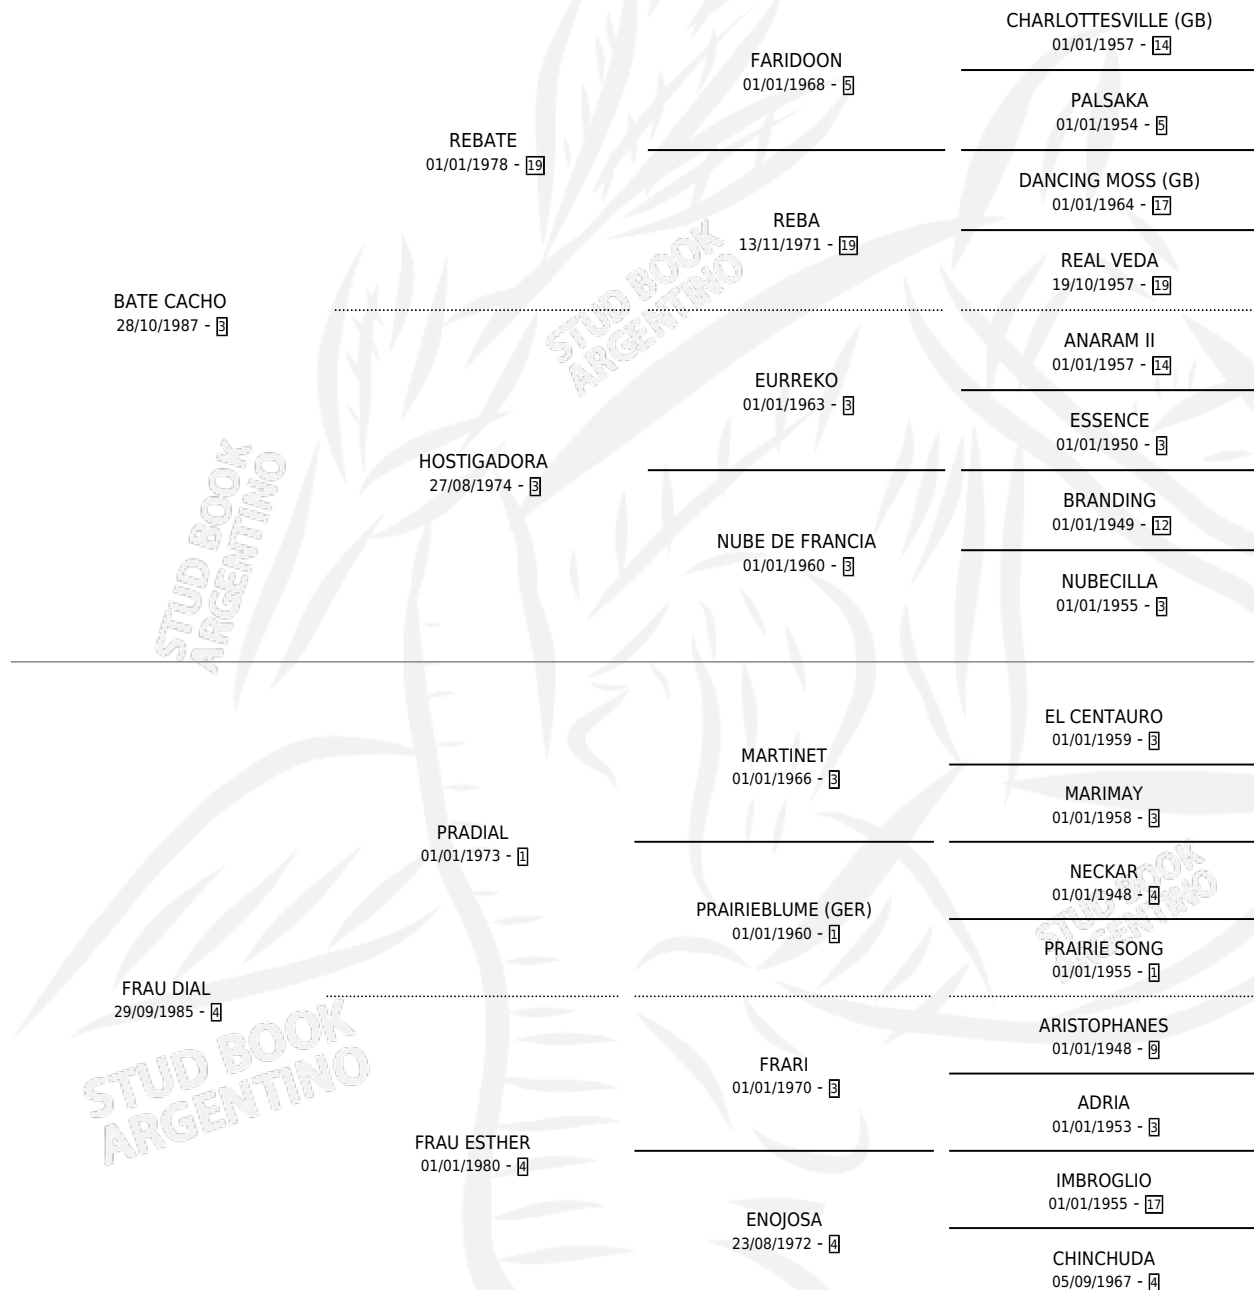 CHARLOTTESVILLE (GB)
01/01/1957 - 14
FARIDOON
01/01/1968 - 5
PALSAKA
01/01/1954 - 5
REBATE
01/01/1978 - 19
DANCING MOSS (GB)
01/01/1964 - 17
REBA
13/11/1971 - 19
REAL VEDA
19/10/1957 - 19
BATE CACHO
28/10/1987 - 3
ANARAM II
01/01/1957 - 14
EURREKO
01/01/1963 - 3
ESSENCE
01/01/1950 - 3
HOSTIGADORA
27/08/1974 - 3
BRANDING
01/01/1949 - 12
NUBE DE FRANCIA
01/01/1960 - 3
NUBECILLA
01/01/1955 - 3
EL CENTAURO
01/01/1959 - 3
MARTINET
01/01/1966 - 3
MARIMAY
01/01/1958 - 3
PRADIAL
01/01/1973 - 1
NECKAR
01/01/1948 - 4
PRAIRIEBLUME (GER)
01/01/1960 - 1
PRAIRIE SONG
01/01/1955 - 1
FRAU DIAL
29/09/1985 - 4
ARISTOPHANES
01/01/1948 - 9
FRARI
01/01/1970 - 3
ADRIA
01/01/1953 - 3
FRAU ESTHER
01/01/1980 - 4
IMBROGLIO
01/01/1955 - 17
ENOJOSA
23/08/1972 - 4
CHINCHUDA
05/09/1967 - 4
STUD BOOK
ARGENTINO
STUD BOOK
ARGENTINO
STUD BOOK
ARGENTINO
STUD BOOK
ARGENTINO